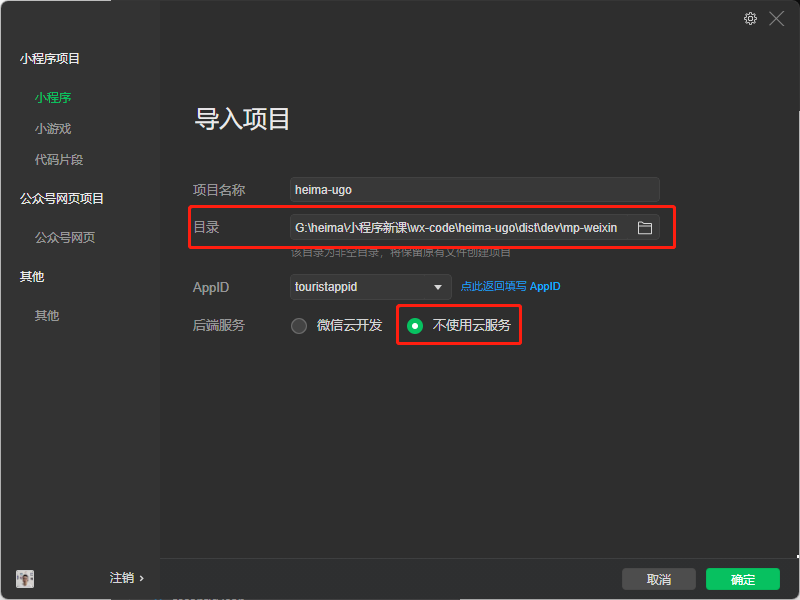 小程序项目
小程序
小游戏
代码片段
公众号网页项目
公众号网页
其他
其他
注销
导入项目
项目名称 heima-ugo
目录 G:\heima\小程序新课\wx-code\heima-ugo\dist\dev\mp-weixin
该目录为非空目录，将保留原有文件创建项目
AppID touristappid 点此返回填写 AppID
后端服务 微信云开发 不使用云服务
取消 确定